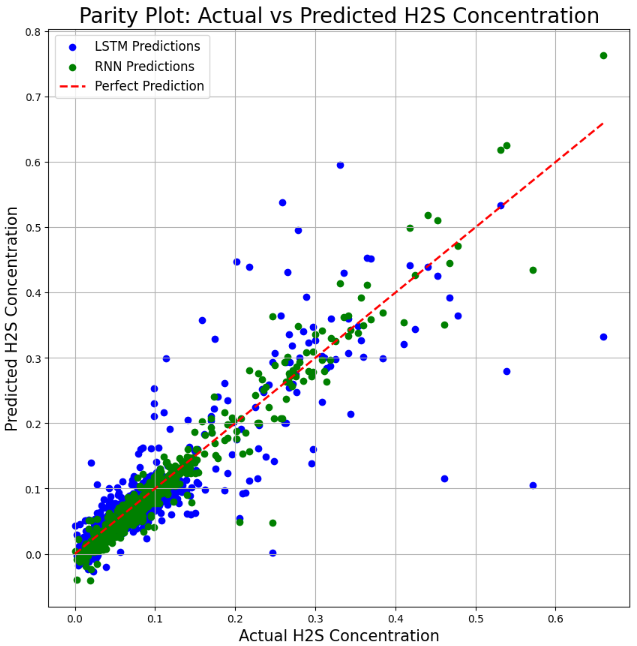 Parity Plot: Actual vs Predicted H2S Concentration
LSTM Predictions
RNN Predictions
Perfect Prediction
Predicted H2S Concentration
0.8
0.7
0.6
0.5
0.4
0.3
0.2
0.1
0.0
0.0 0.1 0.2 0.3 0.4 0.5 0.6
Actual H2S Concentration